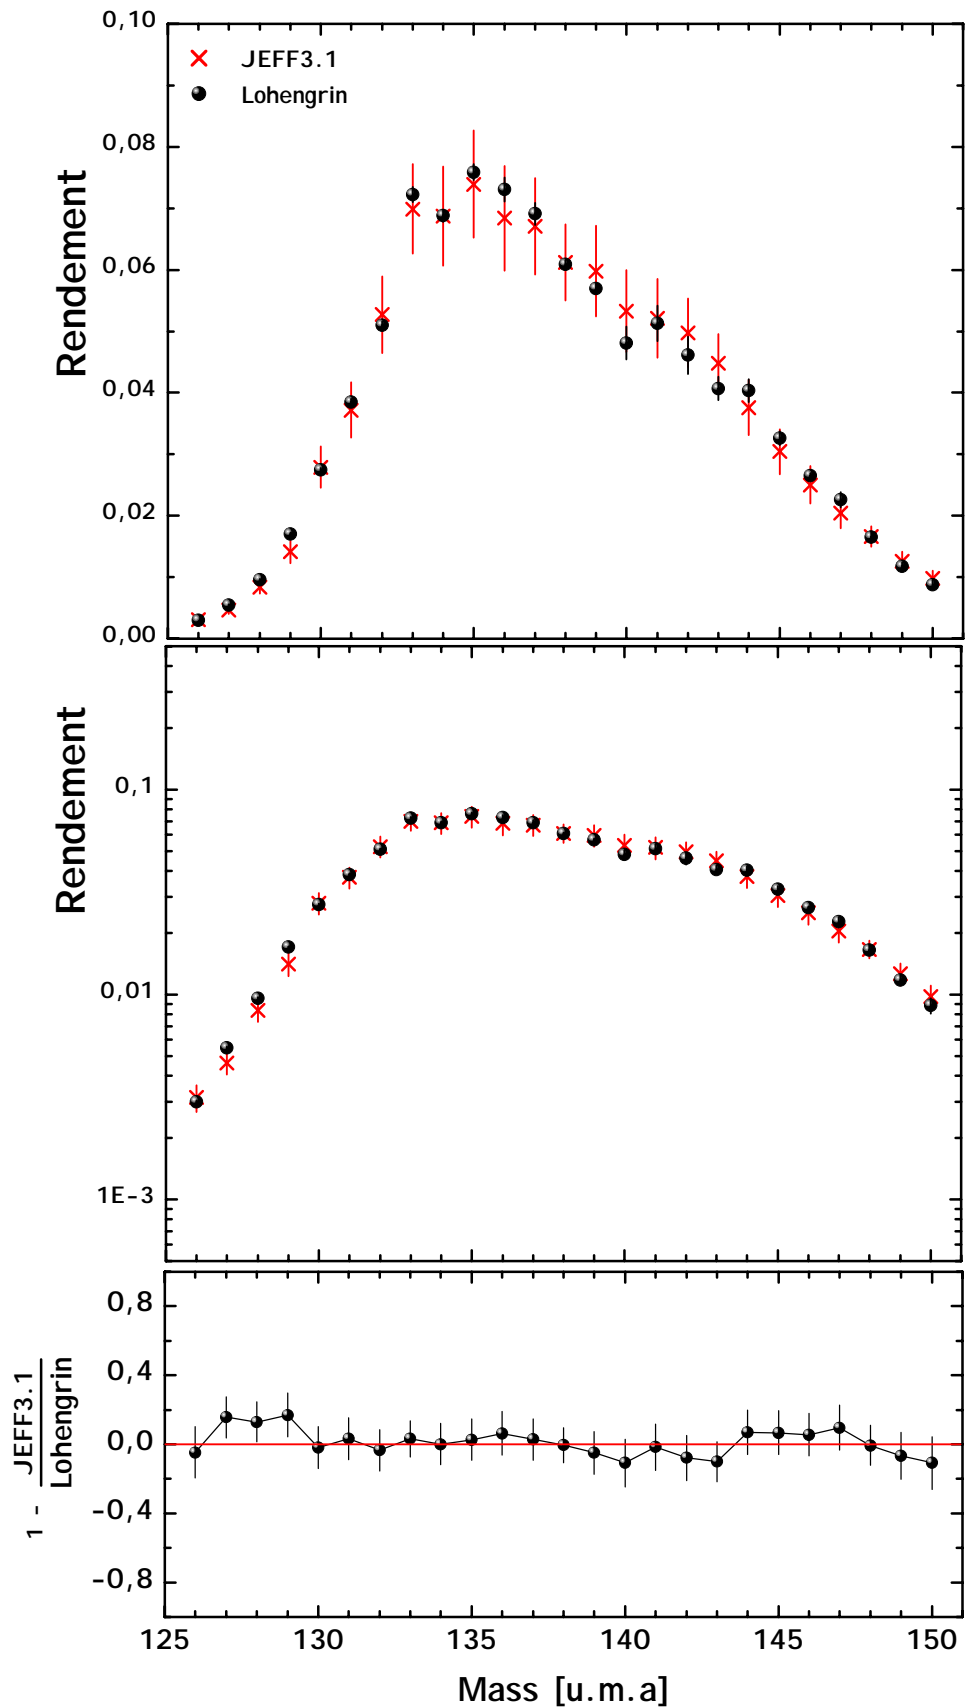 0,10
JEFF3.1
Lohengrin
0,08
0,06
0,04
0,02
0,00
Rendement
0,1
0,01
1E-3
Rendement
0,8
0,4
0,0
-0,4
-0,8
1 - JEFF3.1
Lohengrin
125 130 135 140 145 150
Mass [u.m.a]